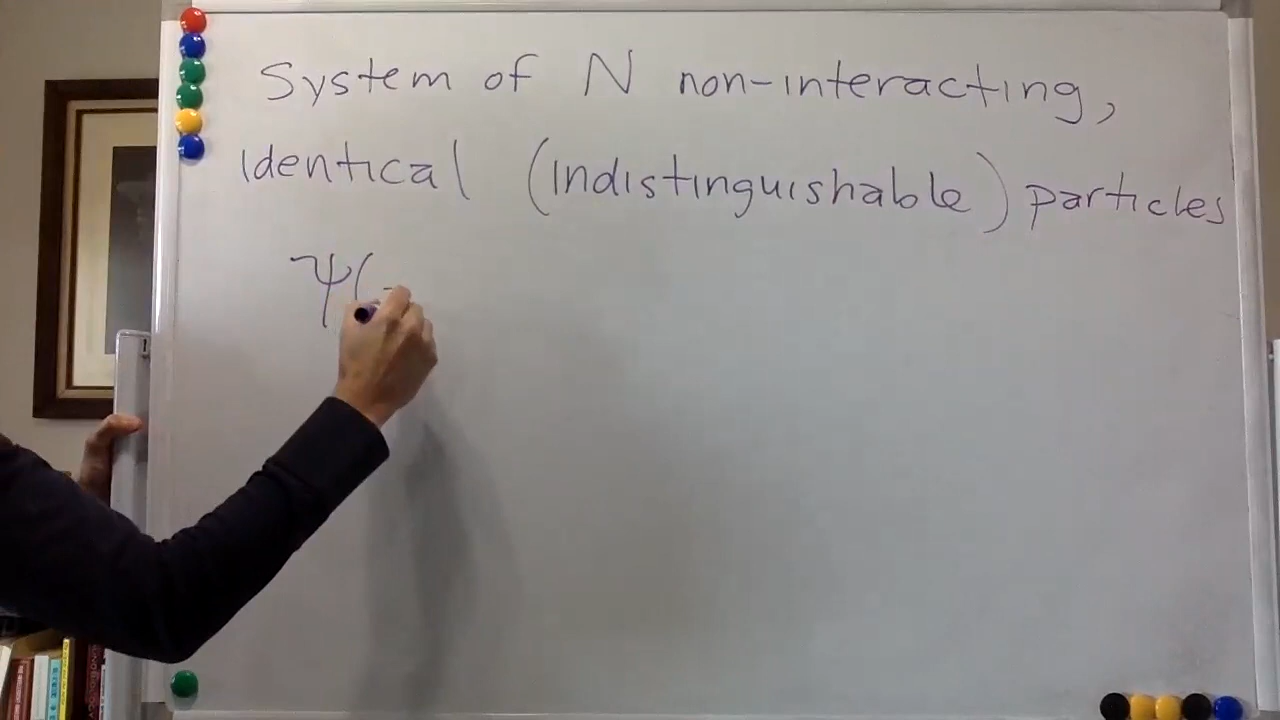 System of N non-interacting,
identical (indistinguishable) particles
Ψ(